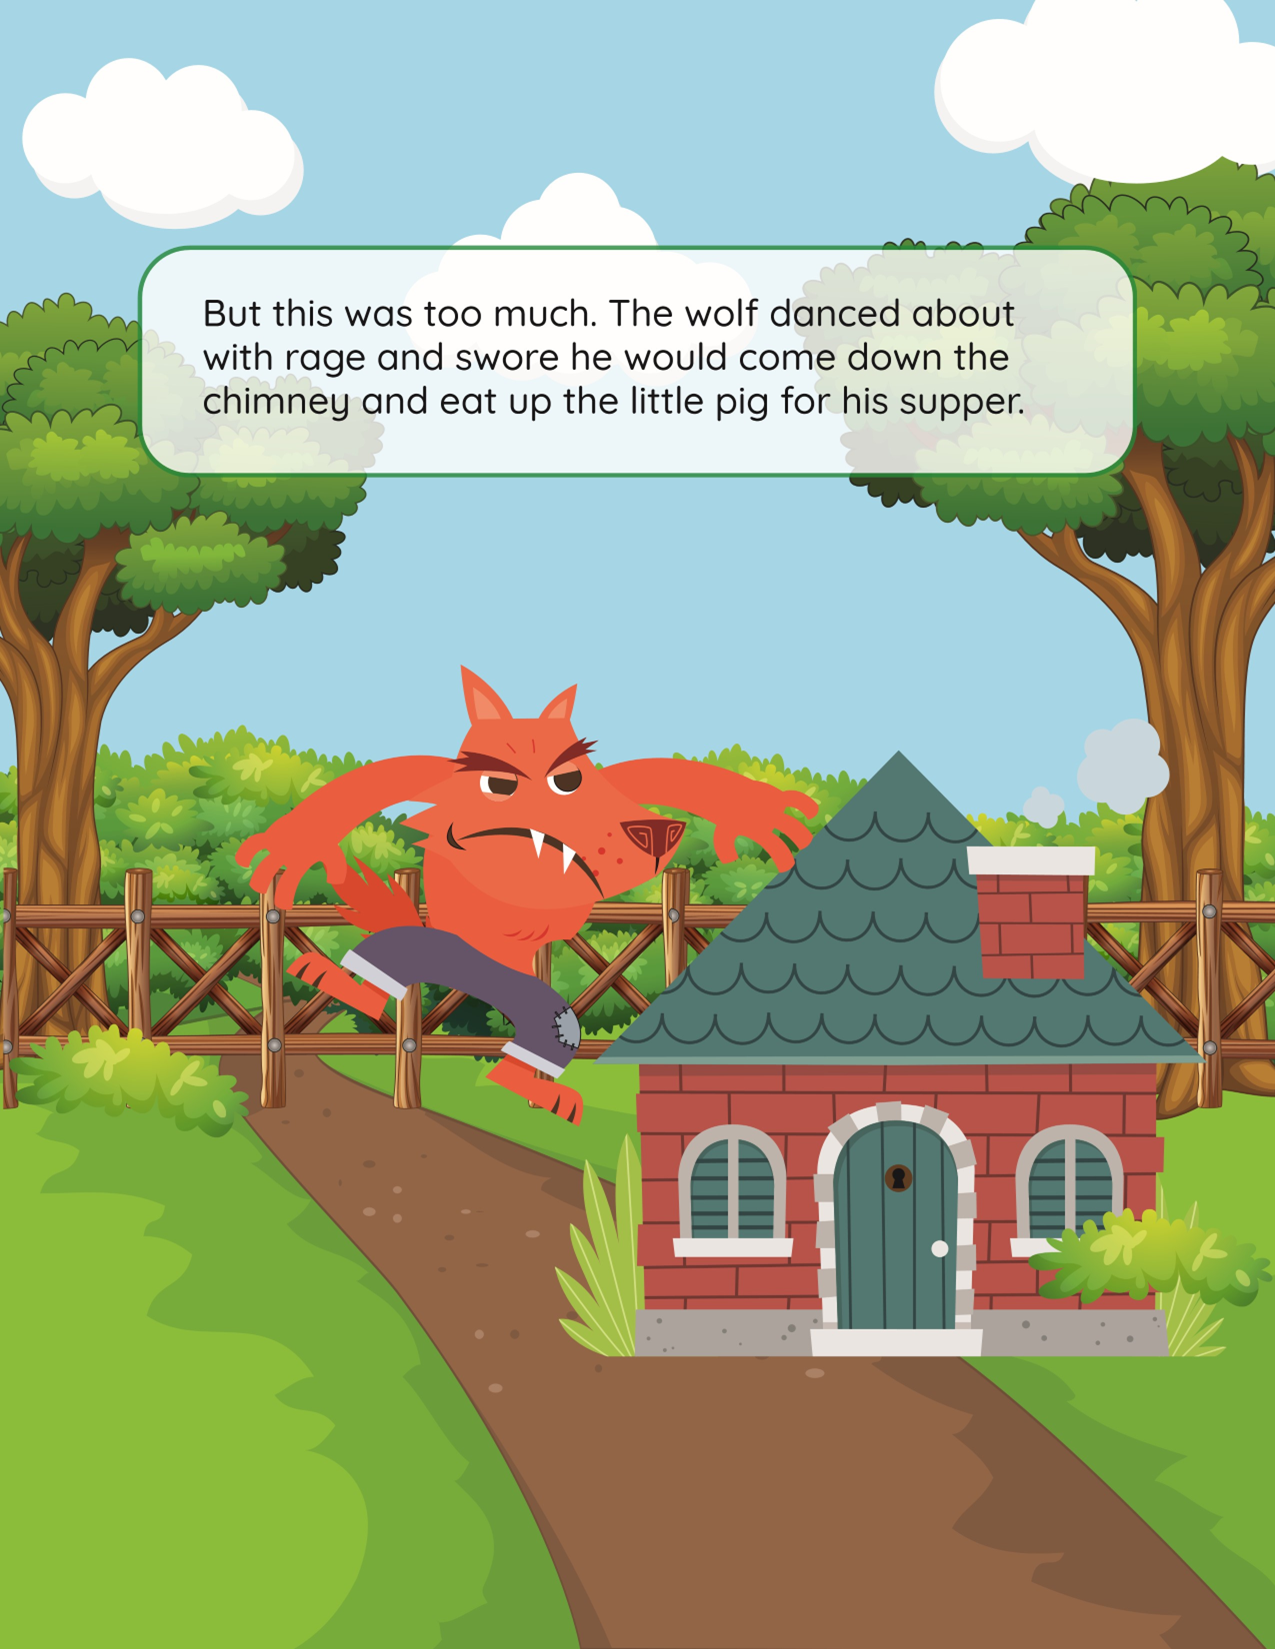 But this was too much. The wolf danced about
with rage and swore he would come down the
chimney and eat up the little pig for his supper.